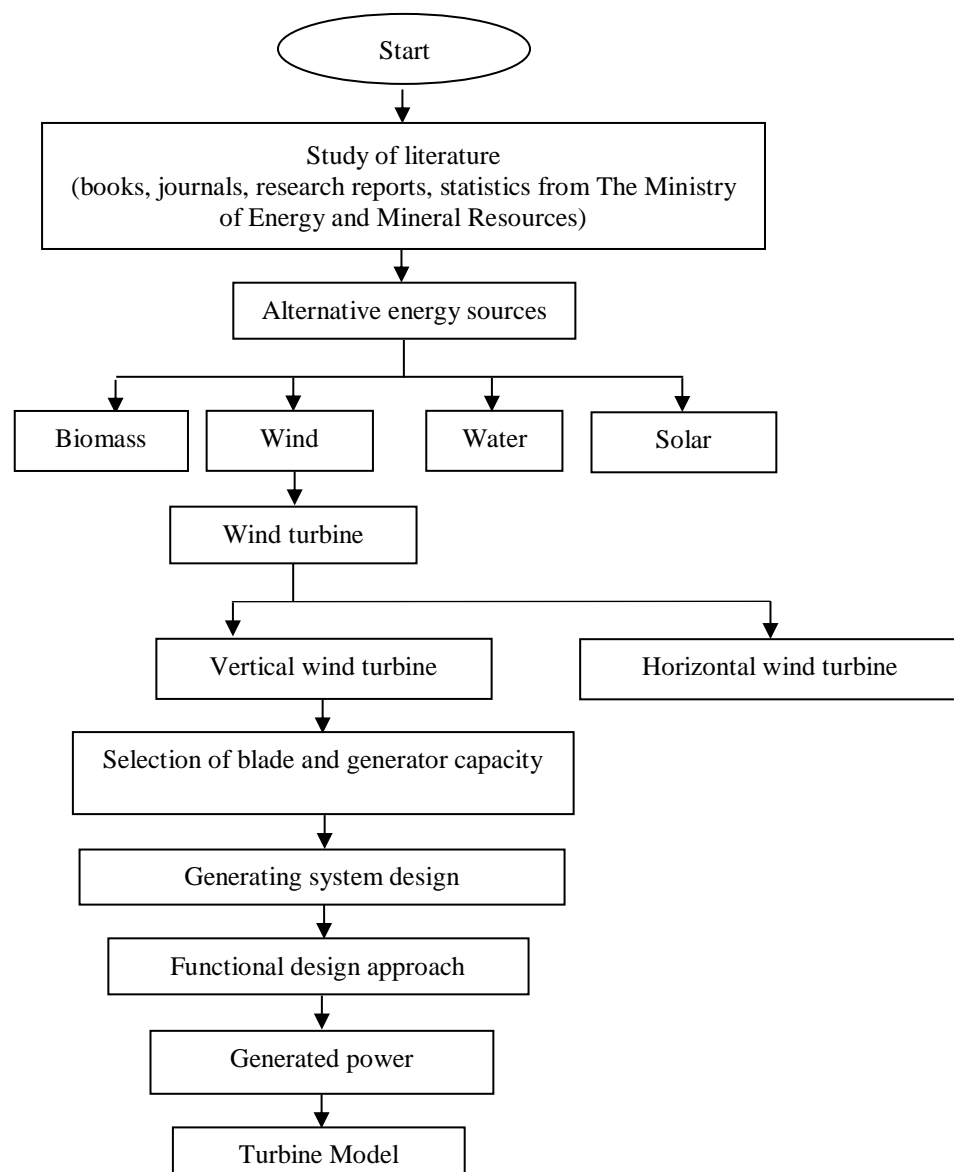 Start
Study of literature
(books, journals, research reports, statistics from The Ministry
of Energy and Mineral Resources)
Alternative energy sources
Biomass
Wind
Water
Solar
Wind turbine
Vertical wind turbine
Horizontal wind turbine
Selection of blade and generator capacity
Generating system design
Functional design approach
Generated power
Turbine Model